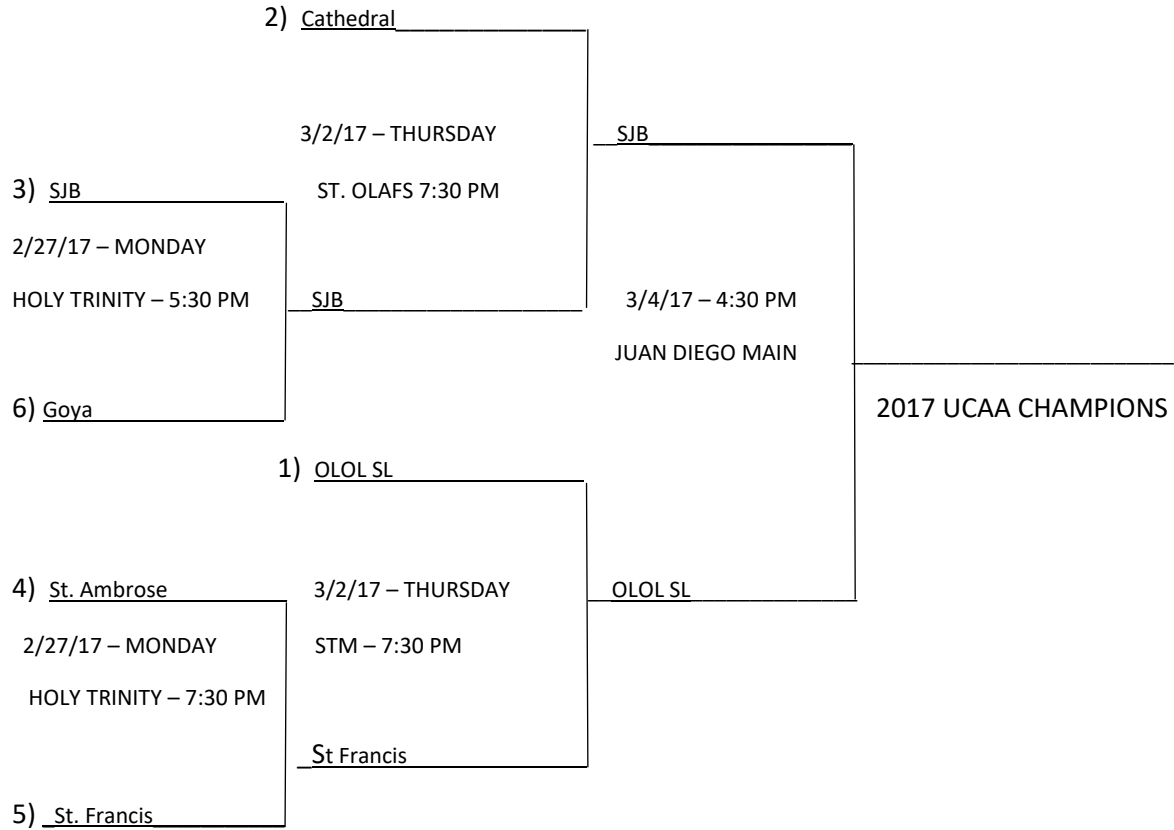 2) Cathedral
3/2/17 – THURSDAY
SJB
3) SJB
ST. OLAFS 7:30 PM
2/27/17 – MONDAY
HOLY TRINITY – 5:30 PM
SJB
3/4/17 – 4:30 PM
JUAN DIEGO MAIN
6) Goya
2017 UCAA CHAMPIONS
1) OLOL SL
4) St. Ambrose
3/2/17 – THURSDAY
OLOL SL
2/27/17 – MONDAY
STM – 7:30 PM
HOLY TRINITY – 7:30 PM
St Francis
5) St. Francis